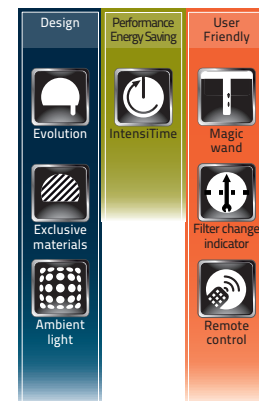 Design
Evolution
Exclusive
materials
Ambient
light
Performance
Energy Saving
IntensiTime
User
Friendly
Magic
wand
Filter change
indicator
Remote
control